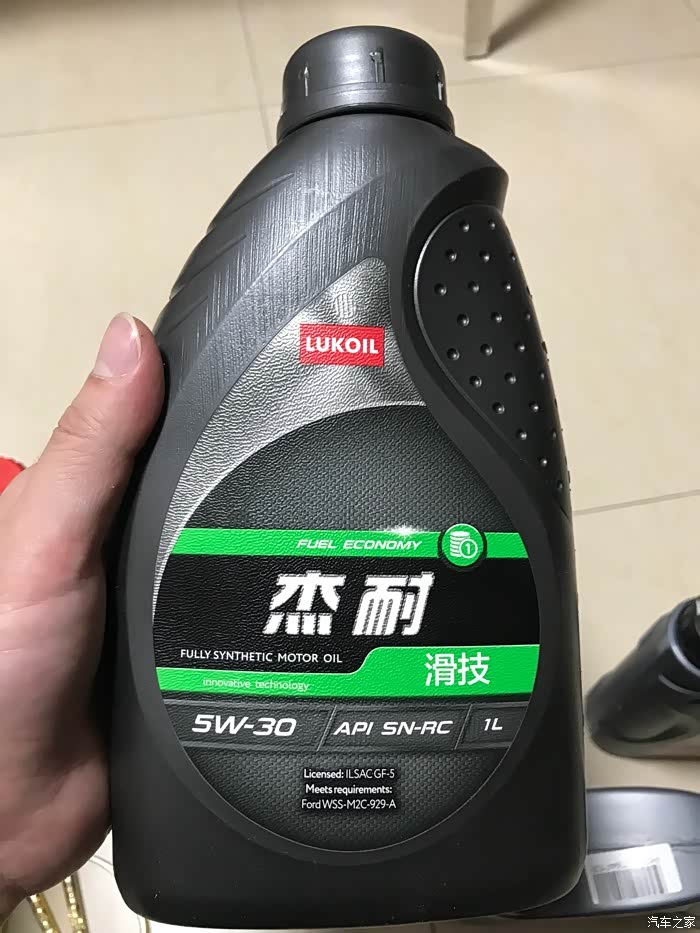 LUKOIL
FUEL ECONOMY
1
杰耐
FULLY SYNTHETIC MOTOR OIL
滑技
innovative technology
5W-30 API SN-RC 1L
Licensed: ILSAC GF-5
Meets requirements:
Ford WSS-M2C-929-A
汽车之家